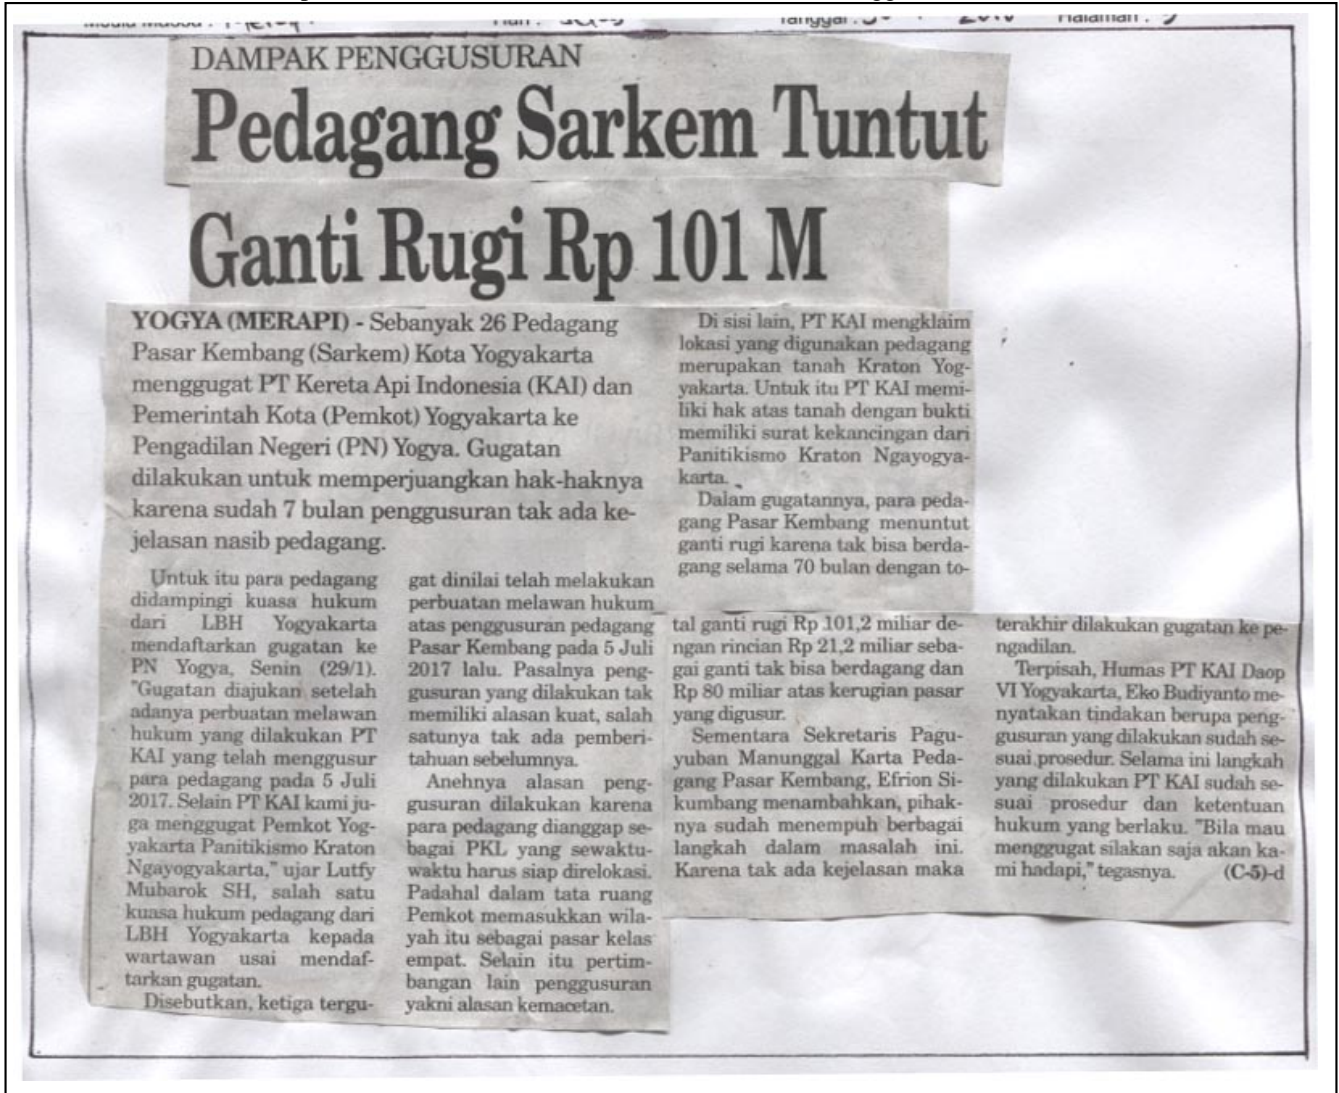 Tanggal :
Halaman :
DAMPAK PENGGUSURAN
Pedagang Sarkem Tuntut
Ganti Rugi Rp 101 M
YOGYA (MERAPI) - Sebanyak 26 Pedagang
Pasar Kembang (Sarkem) Kota Yogyakarta
menggugat PT Kereta Api Indonesia (KAI) dan
Pemerintah Kota (Pemkot) Yogyakarta ke
Pengadilan Negeri (PN) Yogya. Gugatan
dilakukan untuk memperjuangkan hak-haknya
karena sudah 7 bulan penggusuran tak ada ke-
jelasan nasib pedagang.
Untuk itu para pedagang
didampingi kuasa hukum
dari LBH Yogyakarta
mendaftarkan gugatan ke
PN Yogya, Senin (29/1).
"Gugatan diajukan setelah
adanya perbuatan melawan
hukum yang dilakukan PT
KAI yang telah menggusur
para pedagang pada 5 Juli
2017. Selain PT KAI kami ju-
ga menggugat Pemkot Yog-
yakarta Panitikismo Kraton
Ngayogyakarta," ujar Lutfy
Mubarok SH, salah satu
kuasa hukum pedagang dari
LBH Yogyakarta kepada
wartawan usai mendaf-
tarkan gugatan.
Disebutkan, ketiga tergu-
gat dinilai telah melakukan
perbuatan melawan hukum
atas penggusuran pedagang
Pasar Kembang pada 5 Juli
2017 lalu. Pasalnya peng-
gusuran yang dilakukan tak
memiliki alasan kuat, salah
satunya tak ada pemberi-
tahuan sebelumnya.
Anehnya alasan peng-
gusuran dilakukan karena
para pedagang dianggap se-
bagai PKL yang sewaktu-
waktu harus siap direlokasi.
Padahal dalam tata ruang
Pemkot memasukkan wila-
yah itu sebagai pasar kelas
empat. Selain itu pertim-
bangan lain penggusuran
yakni alasan kemacetan.
Di sisi lain, PT KAI mengklaim
lokasi yang digunakan pedagang
merupakan tanah Kraton Yog-
yakarta. Untuk itu PT KAI memi-
liki hak atas tanah dengan bukti
memiliki surat kekancingan dari
Panitikismo Kraton Ngayogya-
karta.
Dalam gugatannya, para peda-
gang Pasar Kembang menuntut
ganti rugi karena tak bisa berda-
gang selama 70 bulan dengan to-
tal ganti rugi Rp 101,2 miliar de-
ngan rincian Rp 21,2 miliar seba-
gai ganti tak bisa berdagang dan
Rp 80 miliar atas kerugian pasar
yang digusur.
Sementara Sekretaris Pagu-
yuban Manunggal Karta Peda-
gang Pasar Kembang, Efrion Si-
kumbang menambahkan, pihak-
nya sudah menempuh berbagai
langkah dalam masalah ini.
Karena tak ada kejelasan maka
terakhir dilakukan gugatan ke pe-
ngadilan.
Terpisah, Humas PT KAI Daop
VI Yogyakarta, Eko Budiyanto me-
nyatakan tindakan berupa peng-
gusuran yang dilakukan sudah se-
suai prosedur. Selama ini langkah
yang dilakukan PT KAI sudah se-
suai prosedur dan ketentuan
hukum yang berlaku. "Bila mau
menggugat silakan saja akan ka-
mi hadapi," tegasnya. (C-5)-d